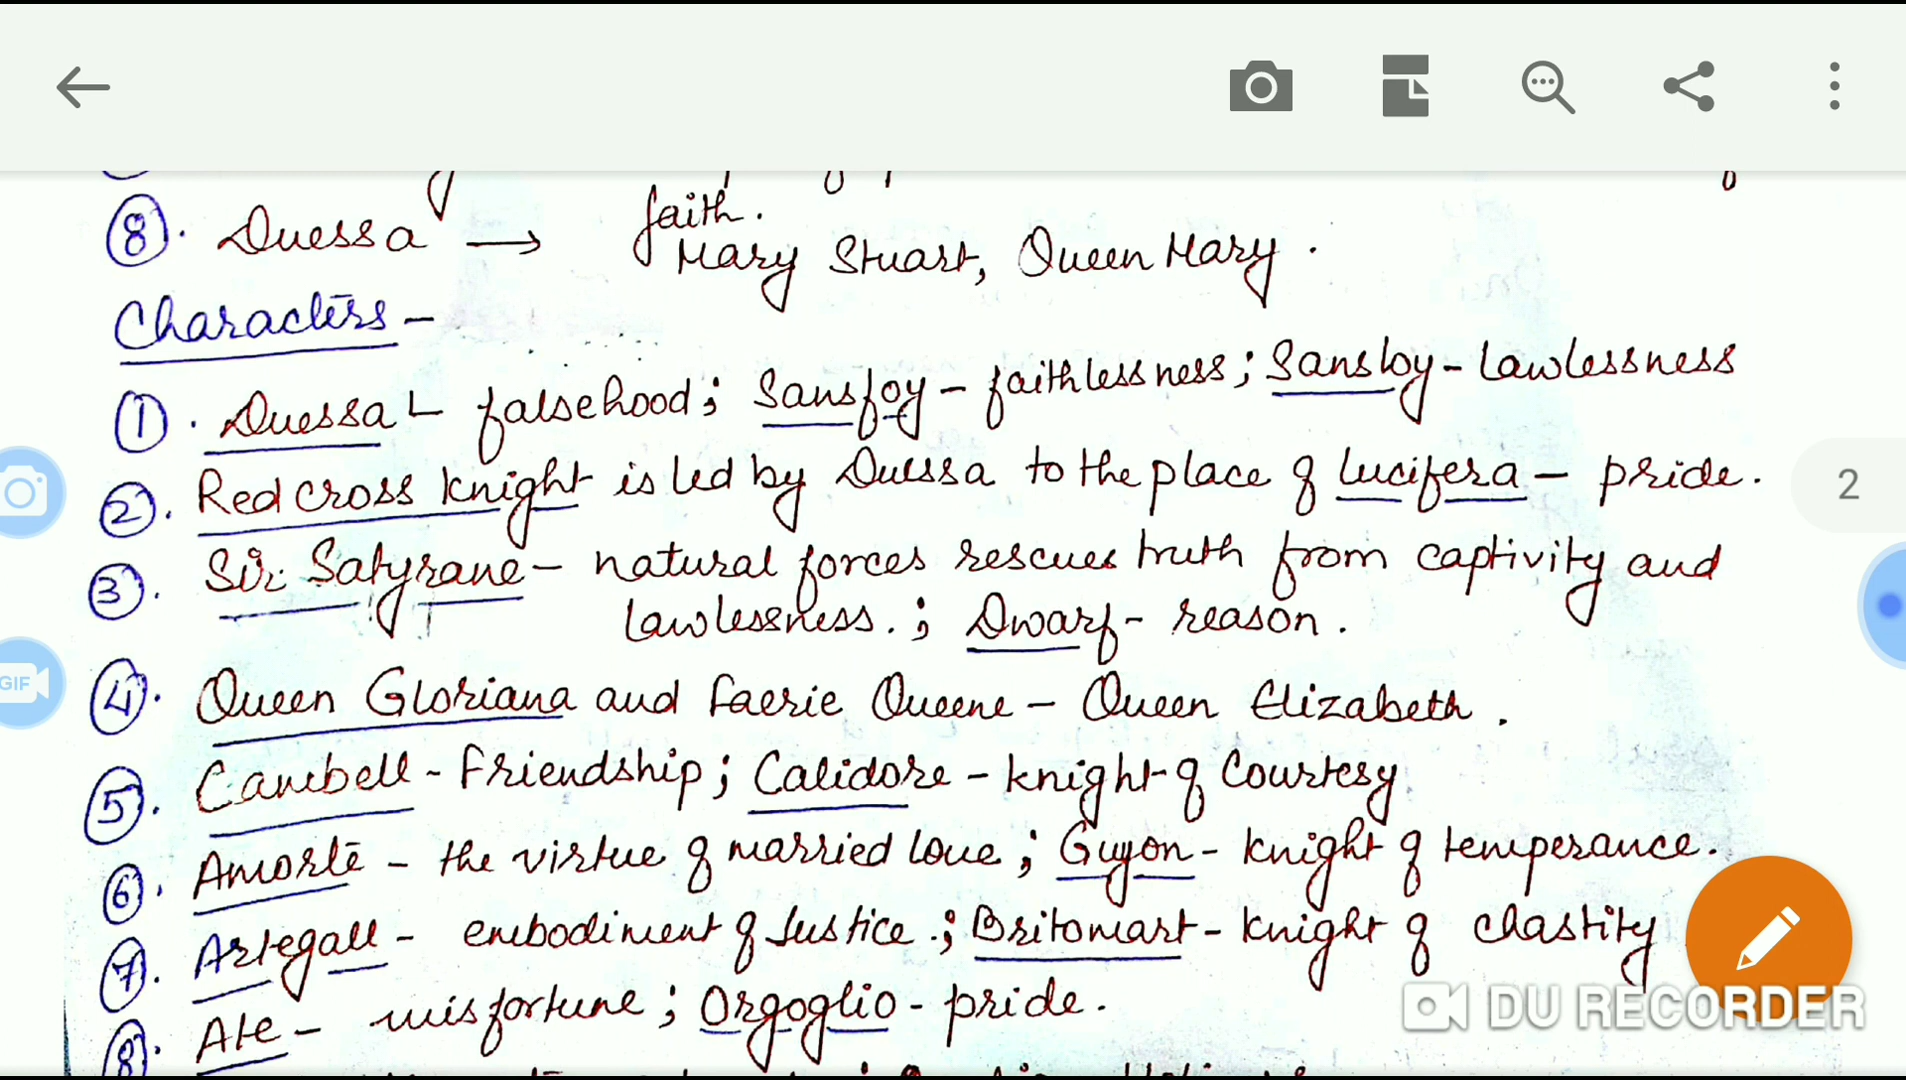 faith.
⑧. Duessa → Mary Stuart, Queen Mary.
Characters -
①. Duessa - falsehood; Sansfoy - faithlessness; Sansloy - Lawlessness
②. Red cross knight is led by Duessa to the place of Lucifera - pride.
③. Sir Satyrane - natural forces rescues truth from captivity and
Lawlessness.; Dwarf - reason.
④. Queen Gloriana and Faerie Queene - Queen Elizabeth.
⑤. Cambell - Friendship; Calidore - knight of Courtesy
⑥. Amorte - the virtue of married love; Guyon - knight of temperance.
⑦. Artegall - embodiment of Justice.; Britomart - knight of chastity
⑧. Ate - misfortune; Orgoglio - pride.
2
GIF
DU RECORDER